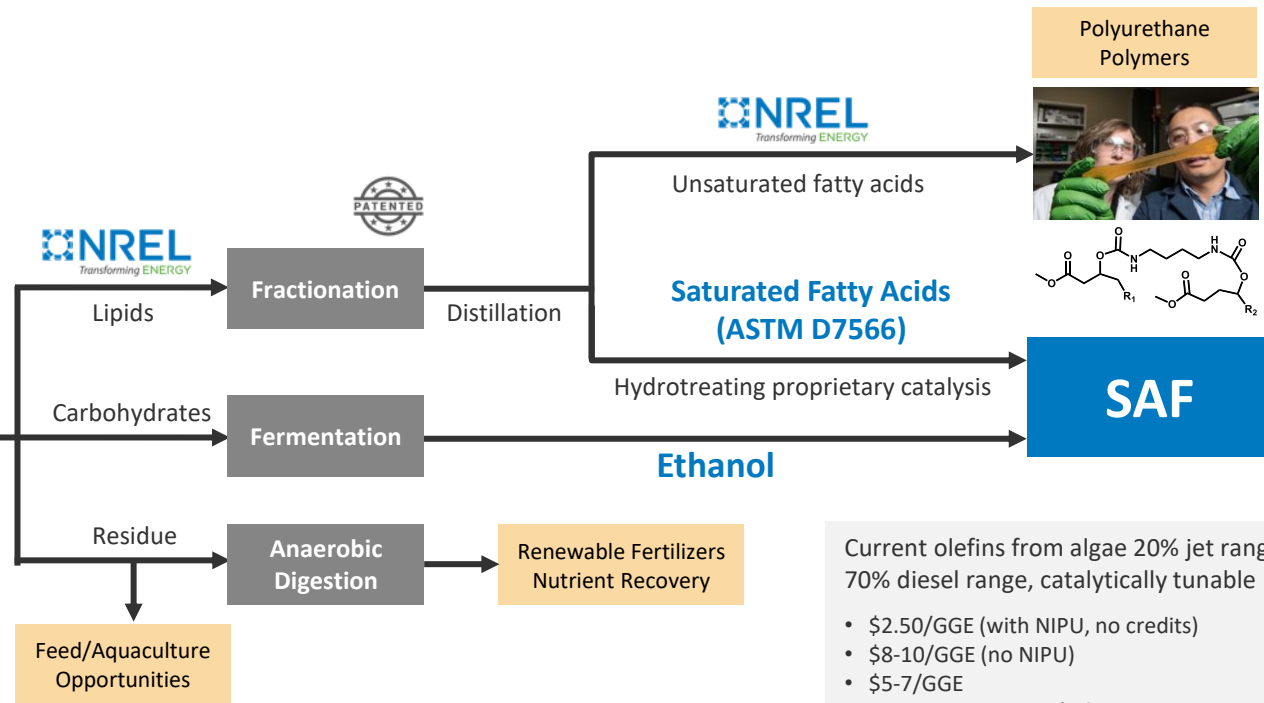 Polyurethane
Polymers
NREL
Transforming ENERGY
Unsaturated fatty acids
PATENTED
NREL
Transforming ENERGY
Lipids
Fractionation
Distillation
Saturated Fatty Acids
(ASTM D7566)
Hydrotreating proprietary catalysis
SAF
Carbohydrates
Fermentation
Ethanol
Residue
Anaerobic
Digestion
Renewable Fertilizers
Nutrient Recovery
Feed/Aquaculture
Opportunities
O
O
N
H
H
N
O
O
O
O
R1
O
O
R2
Current olefins from algae 20% jet rang
70% diesel range, catalytically tunable
• $2.50/GGE (with NIPU, no credits)
• $8-10/GGE (no NIPU)
• $5-7/GGE